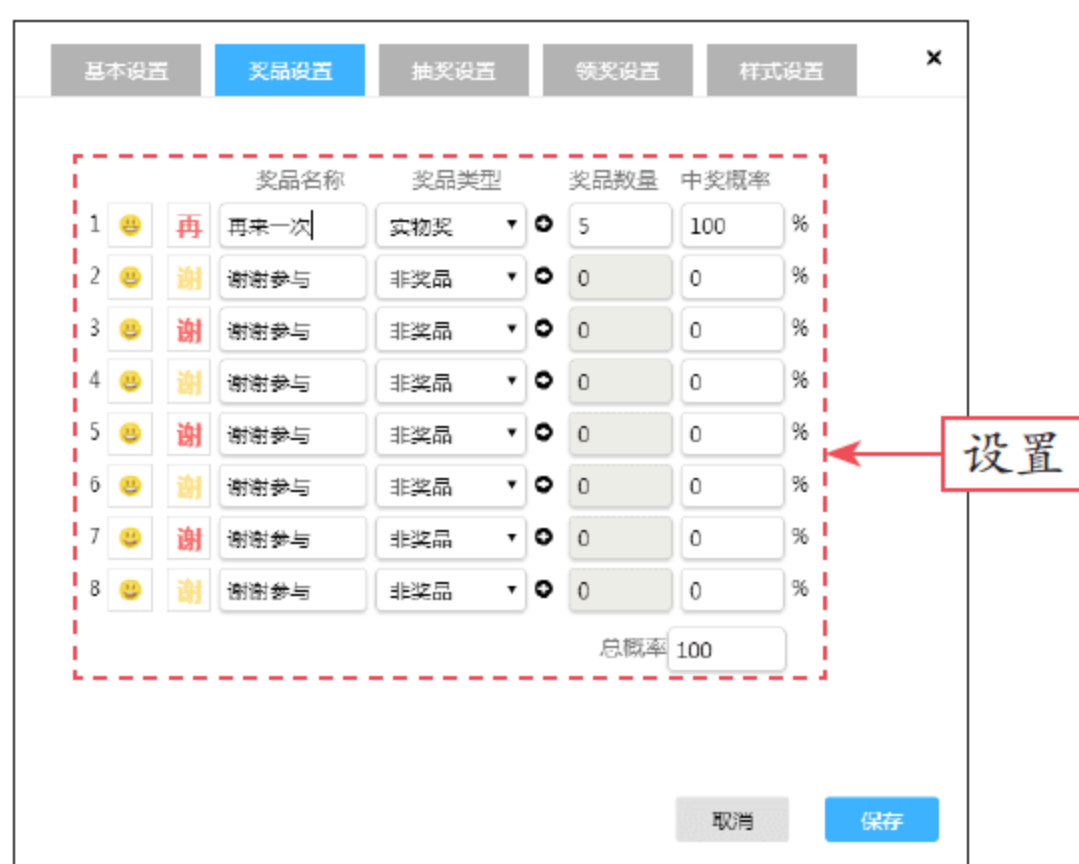 基本设置 奖品设置 抽奖设置 领奖设置 样式设置 ×
奖品名称 奖品类型 奖品数量 中奖概率
1 再 再来一次 实物奖 5 100 %
2 谢 谢谢参与 非奖品 0 0 %
3 谢 谢谢参与 非奖品 0 0 %
4 谢 谢谢参与 非奖品 0 0 %
5 谢 谢谢参与 非奖品 0 0 %
设置
6 谢 谢谢参与 非奖品 0 0 %
7 谢 谢谢参与 非奖品 0 0 %
8 谢 谢谢参与 非奖品 0 0 %
总概率 100
取消 保存